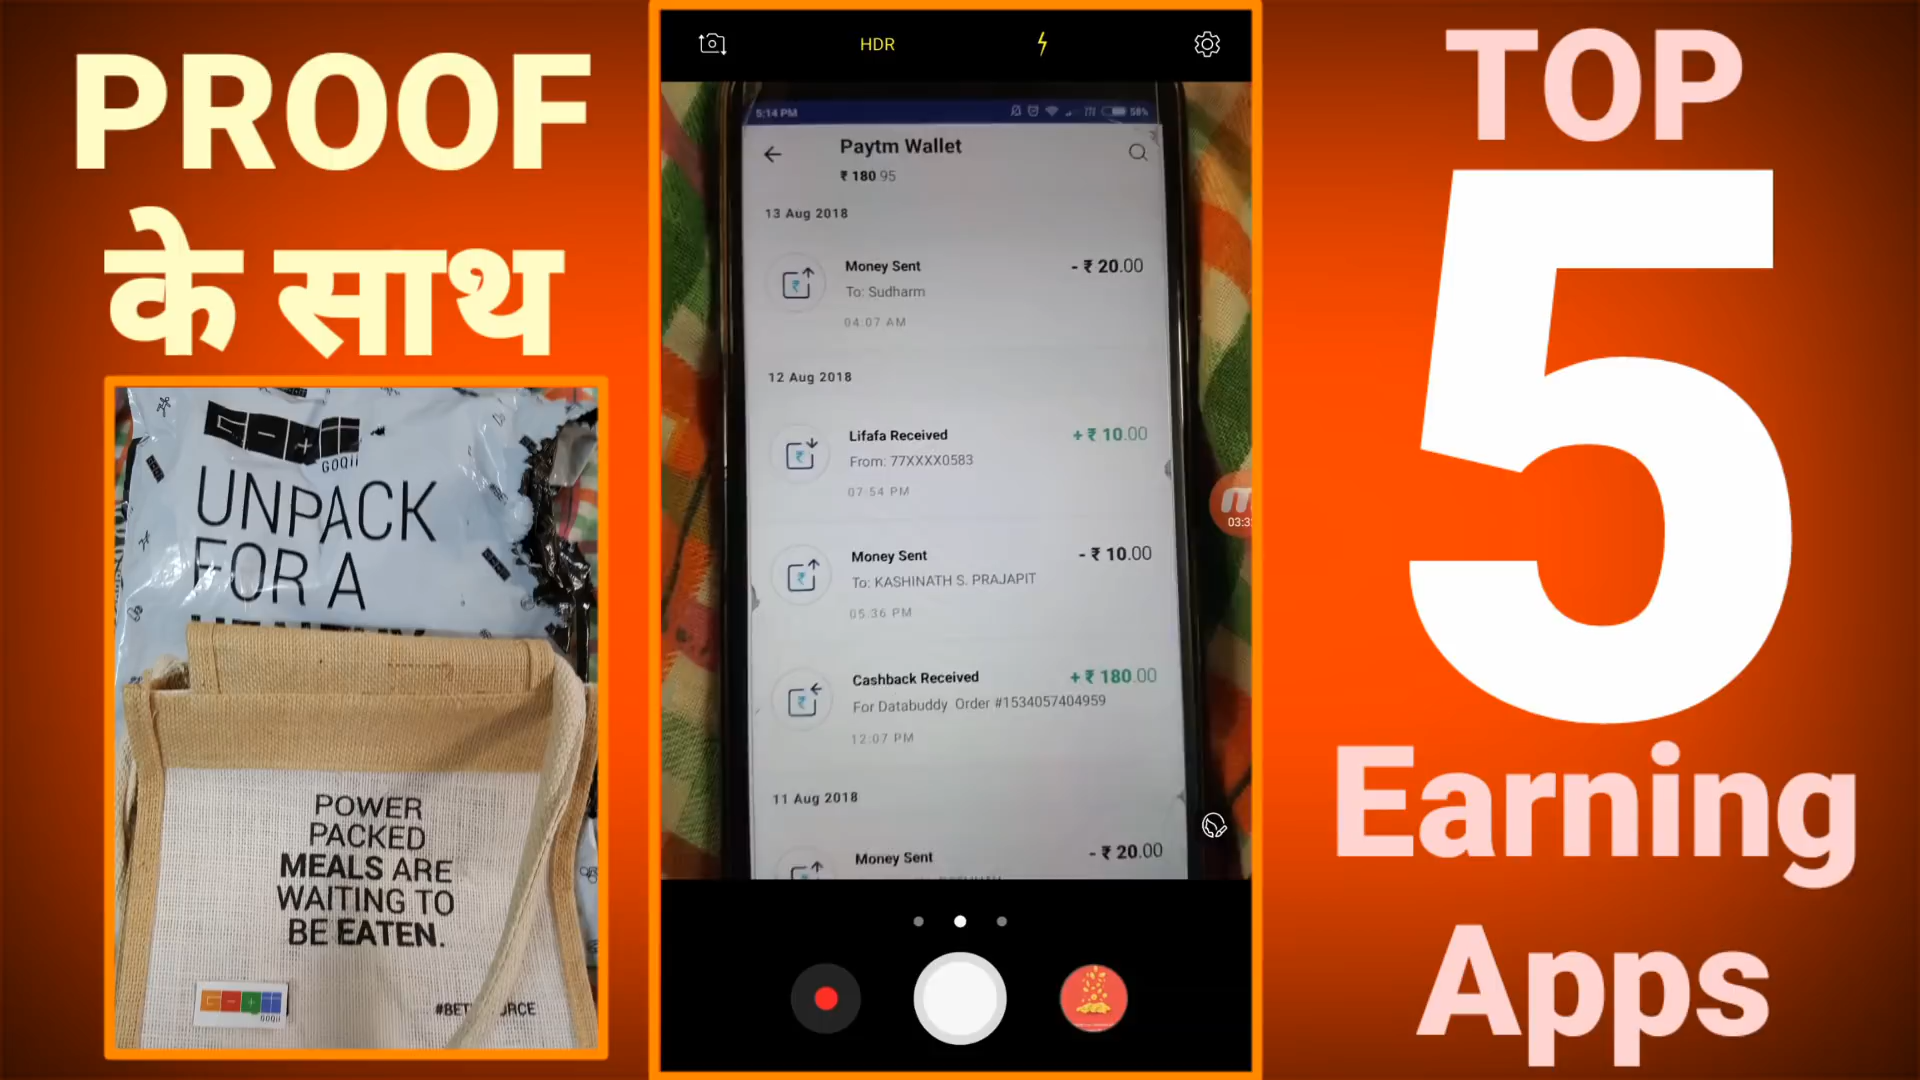 PROOF
के साथ
GOQii
UNPACK
FOR A
POWER
PACKED
MEALS ARE
WAITING TO
BE EATEN.
GOQii
HDR
5:14 PM
58%
Paytm Wallet
₹ 180.95
13 Aug 2018
Money Sent
- ₹ 20.00
To: Sudharm
04:07 AM
12 Aug 2018
Lifafa Received
+ ₹ 10.00
From: 77XXXX0583
07:54 PM
Money Sent
- ₹ 10.00
To: KASHINATH S. PRAJAPIT
05:36 PM
Cashback Received
+ ₹ 180.00
For Databuddy Order #1534057404959
12:07 PM
11 Aug 2018
Money Sent
- ₹ 20.00
TOP
5
Earning
Apps